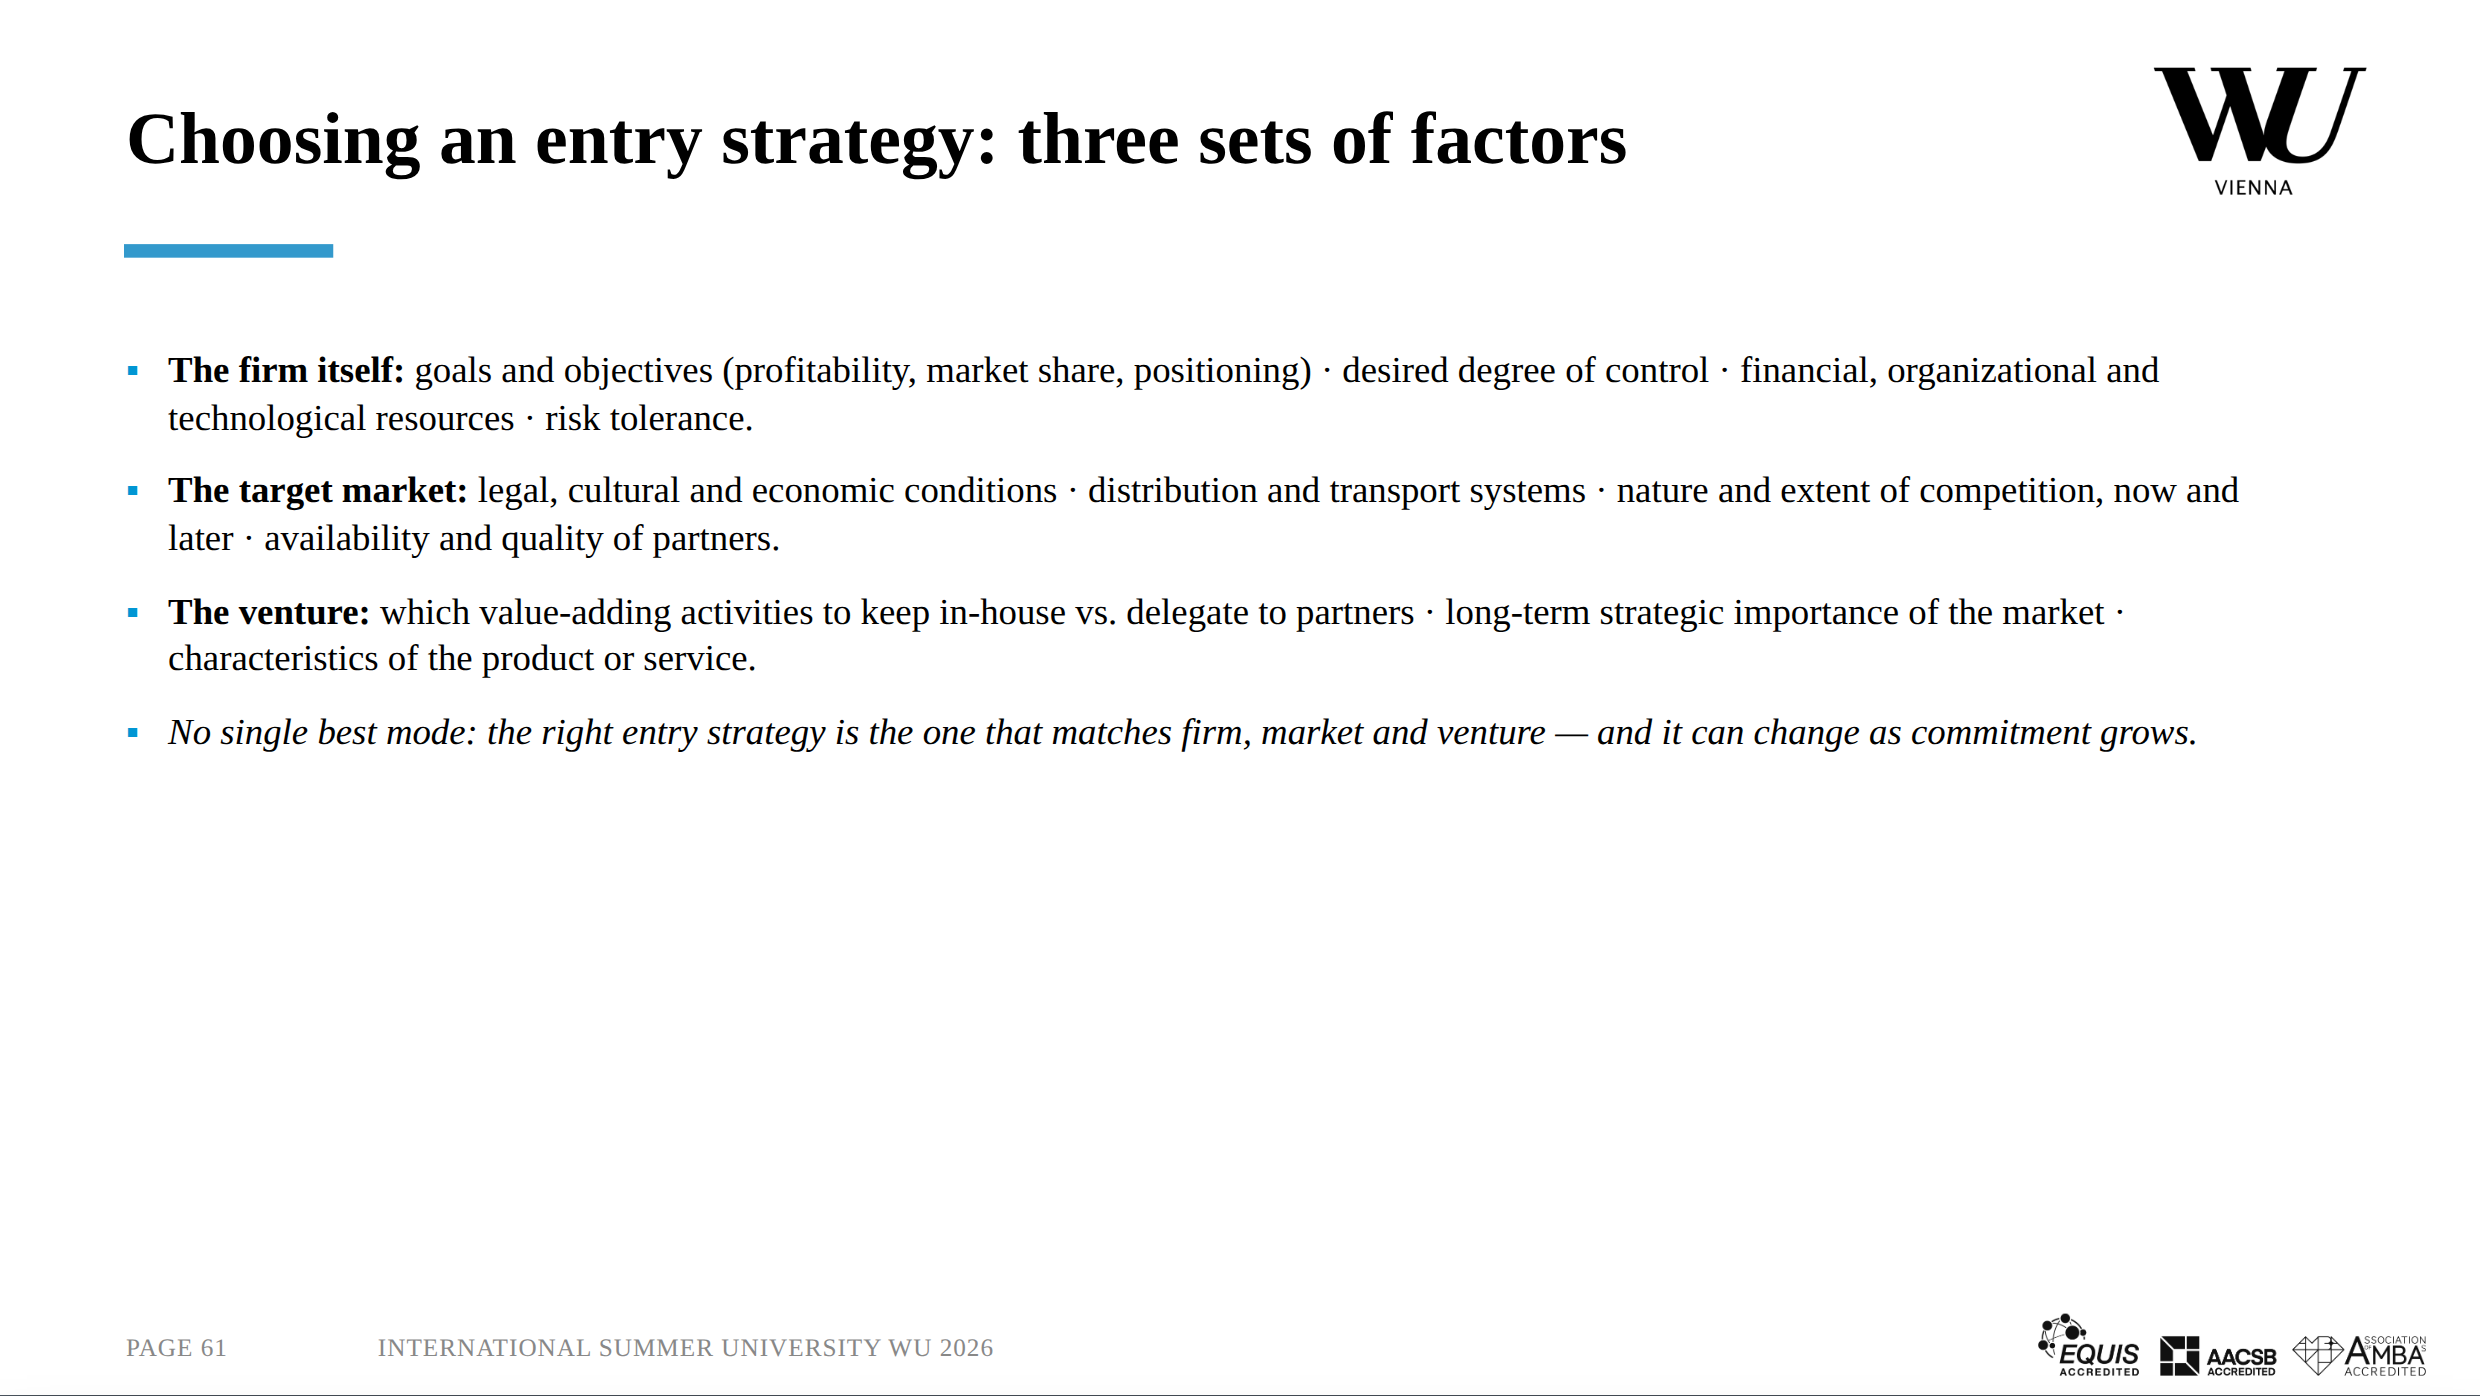 Choosing an entry strategy: three sets of factors
WU
VIENNA
▪ The firm itself: goals and objectives (profitability, market share, positioning) · desired degree of control · financial, organizational and
technological resources · risk tolerance.
▪ The target market: legal, cultural and economic conditions · distribution and transport systems · nature and extent of competition, now and
later · availability and quality of partners.
▪ The venture: which value-adding activities to keep in-house vs. delegate to partners · long-term strategic importance of the market ·
characteristics of the product or service.
▪ No single best mode: the right entry strategy is the one that matches firm, market and venture — and it can change as commitment grows.
PAGE 61
INTERNATIONAL SUMMER UNIVERSITY WU 2026
EQUIS
ACCREDITED
AACSB
ACCREDITED
ASSOCIATION
OF
AMBAS
ACCREDITED